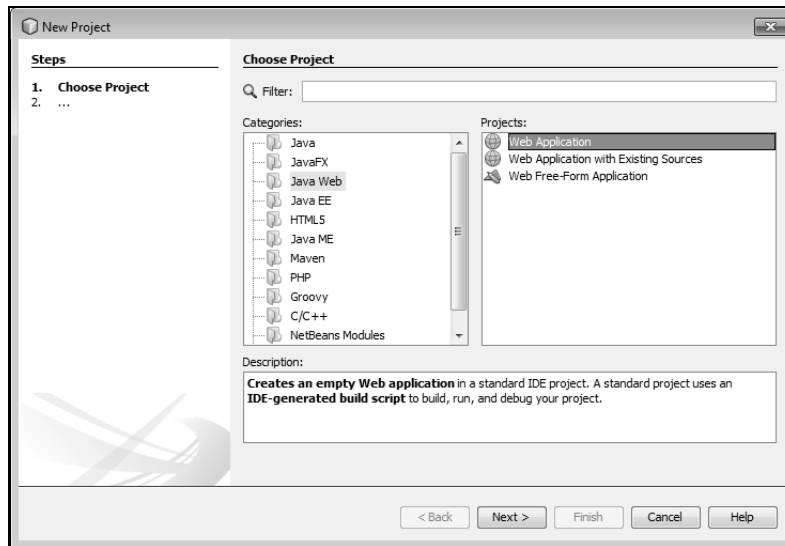 New Project
Steps
1. Choose Project
2. ...
Choose Project
Filter:
Categories:
Java
JavaFX
Java Web
Java EE
HTML5
Java ME
Maven
PHP
Groovy
C/C++
NetBeans Modules
Projects:
Web Application
Web Application with Existing Sources
Web Free-Form Application
Description:
Creates an empty Web application in a standard IDE project. A standard project uses an
IDE-generated build script to build, run, and debug your project.
< Back Next > Finish Cancel Help